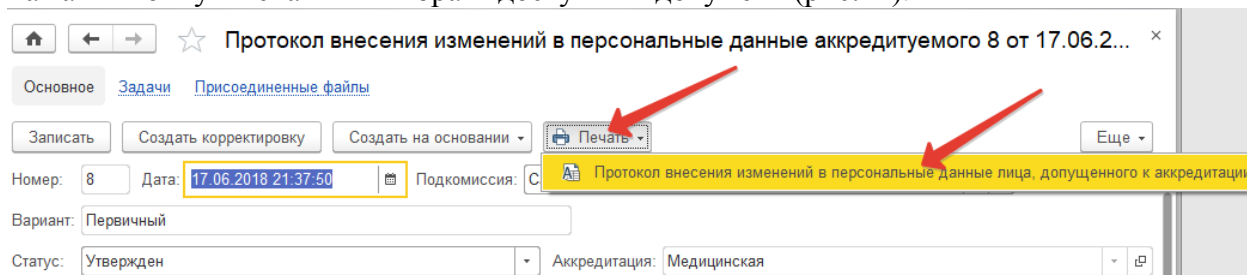 Протокол внесения изменений в персональные данные аккредитуемого 8 от 17.06.2... ×
Основное Задачи Присоединенные файлы
Записать Создать корректировку Создать на основании Печать Еще
Протокол внесения изменений в персональные данные лица, допущенного к аккредитации
Номер: 8 Дата: 17.06.2018 21:37:50 Подкомиссия: С
Вариант: Первичный
Статус: Утвержден Аккредитация: Медицинская